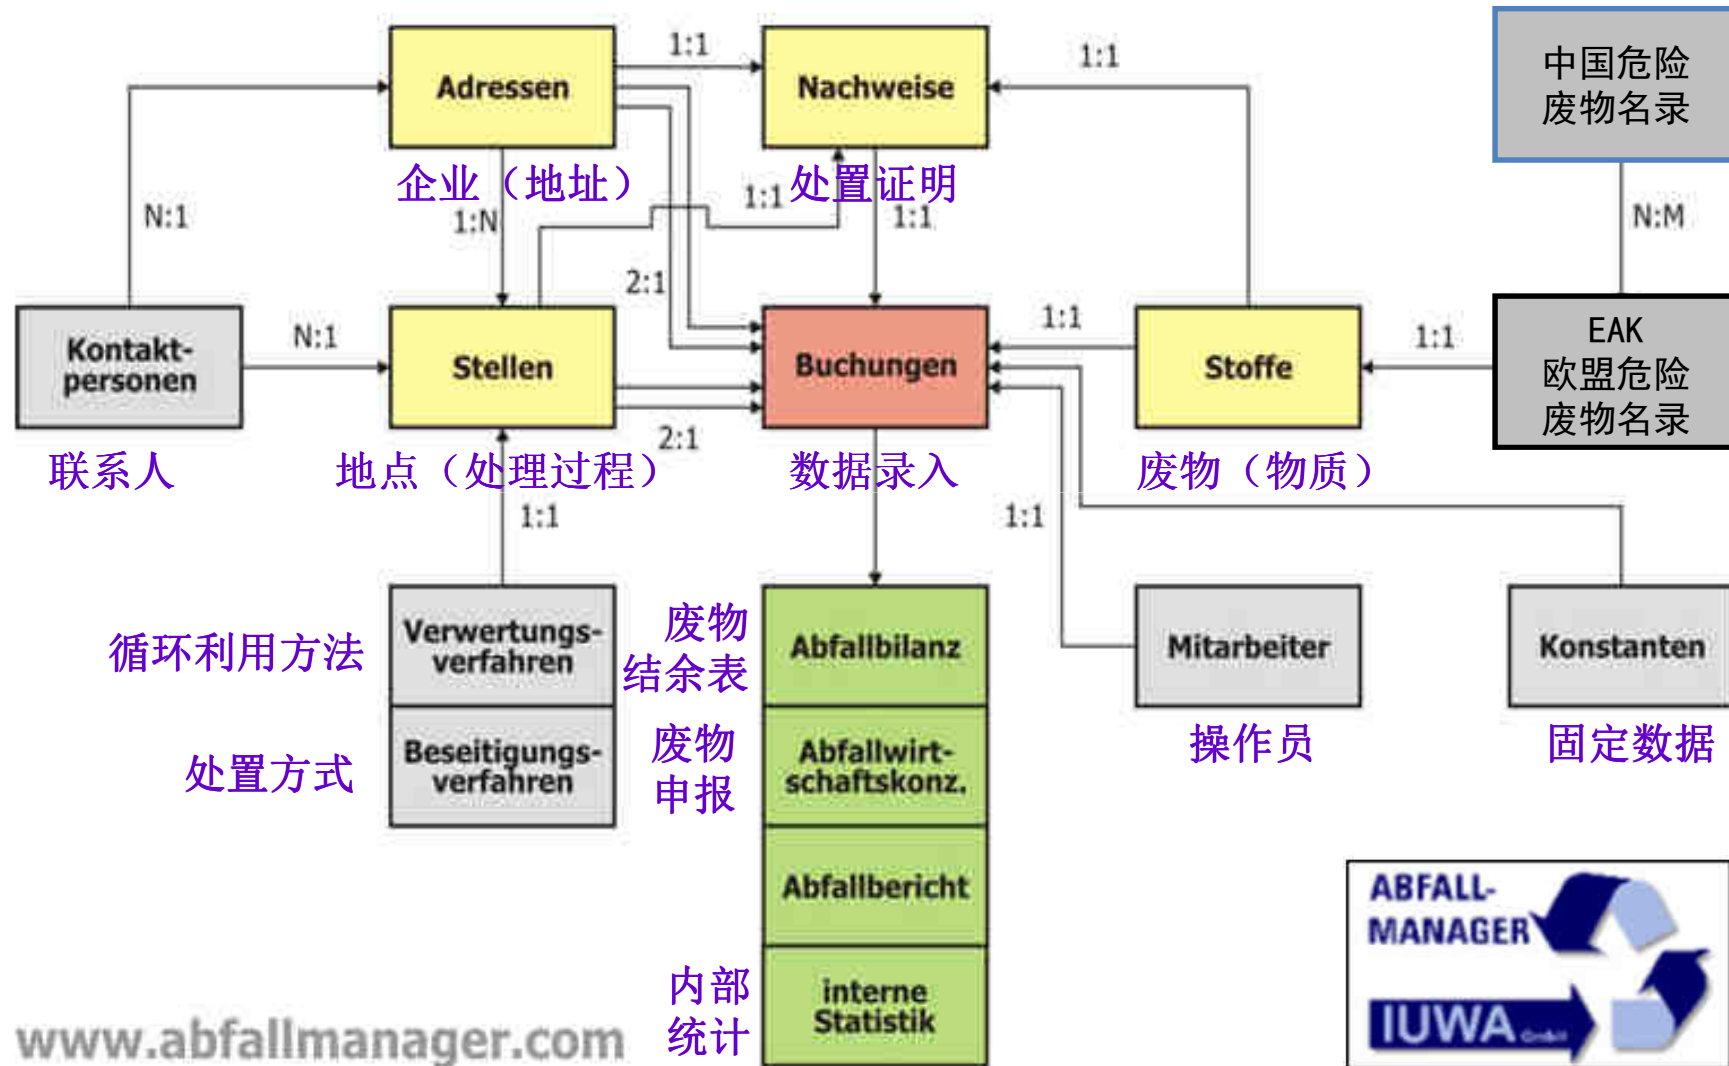 1:1
1:1
中国危险
废物名录
Adressen
Nachweise
企业（地址）
处置证明
N:1
1:N
1:1
1:1
N:M
2:1
Kontakt-
personen
N:1
Stellen
Buchungen
1:1
Stoffe
1:1
EAK
欧盟危险
废物名录
2:1
联系人
地点（处理过程）
数据录入
废物（物质）
1:1
1:1
循环利用方法
Verwertungs-
verfahren
废物
结余表
Abfallbilanz
Mitarbeiter
Konstanten
处置方式
Beseitigungs-
verfahren
废物
申报
Abfallwirt-
schaftskonz.
操作员
固定数据
Abfallbericht
内部
统计
interne
Statistik
ABFALL-
MANAGER
IUWA GmbH
www.abfallmanager.com